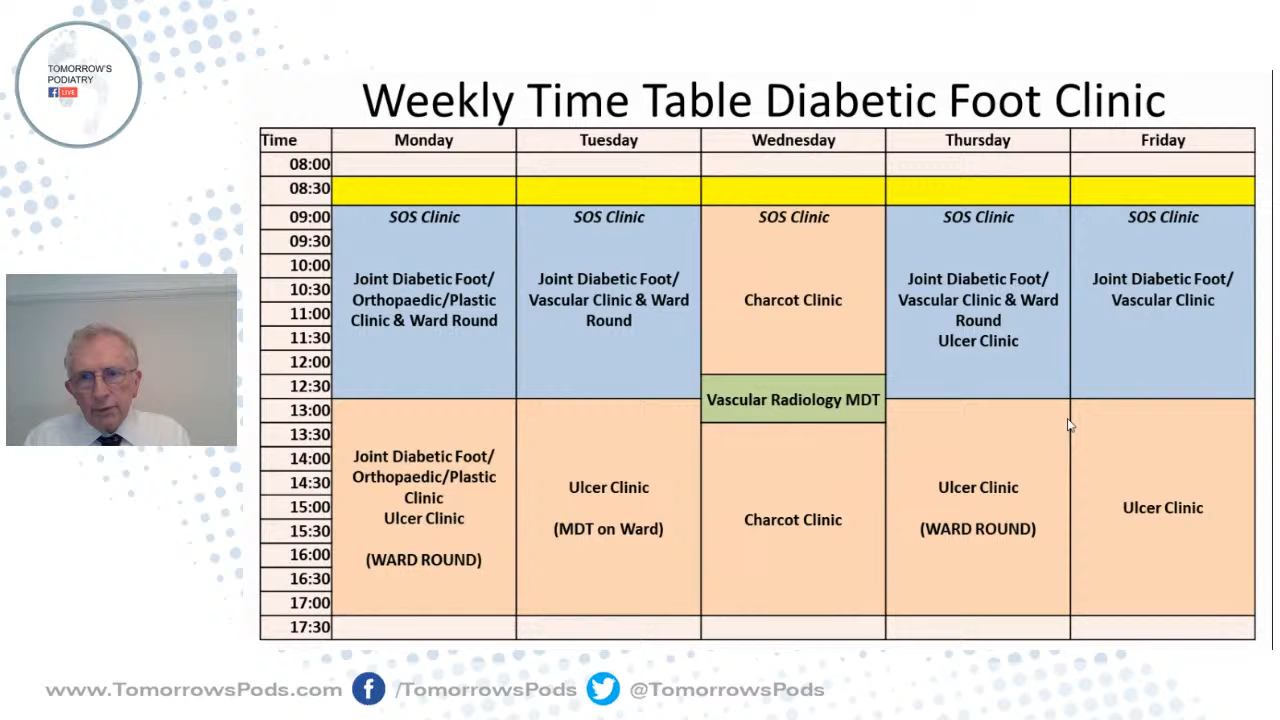 TOMORROW'S
PODIATRY
LIVE
Weekly Time Table Diabetic Foot Clinic
Time Monday Tuesday Wednesday Thursday Friday
08:00
08:30
09:00 SOS Clinic SOS Clinic SOS Clinic SOS Clinic SOS Clinic
09:30
10:00
10:30
11:00
11:30
12:00
12:30
13:00
13:30
14:00
14:30
15:00
15:30
16:00
16:30
17:00
17:30
Joint Diabetic Foot/
Orthopaedic/Plastic
Clinic & Ward Round
Joint Diabetic Foot/
Vascular Clinic & Ward
Round
Charcot Clinic
Joint Diabetic Foot/
Vascular Clinic & Ward
Round
Ulcer Clinic
Joint Diabetic Foot/
Vascular Clinic
Vascular Radiology MDT
Joint Diabetic Foot/
Orthopaedic/Plastic
Clinic
Ulcer Clinic
(WARD ROUND)
Ulcer Clinic
(MDT on Ward)
Charcot Clinic
Ulcer Clinic
(WARD ROUND)
Ulcer Clinic
www.TomorrowsPods.com /TomorrowsPods @TomorrowsPods